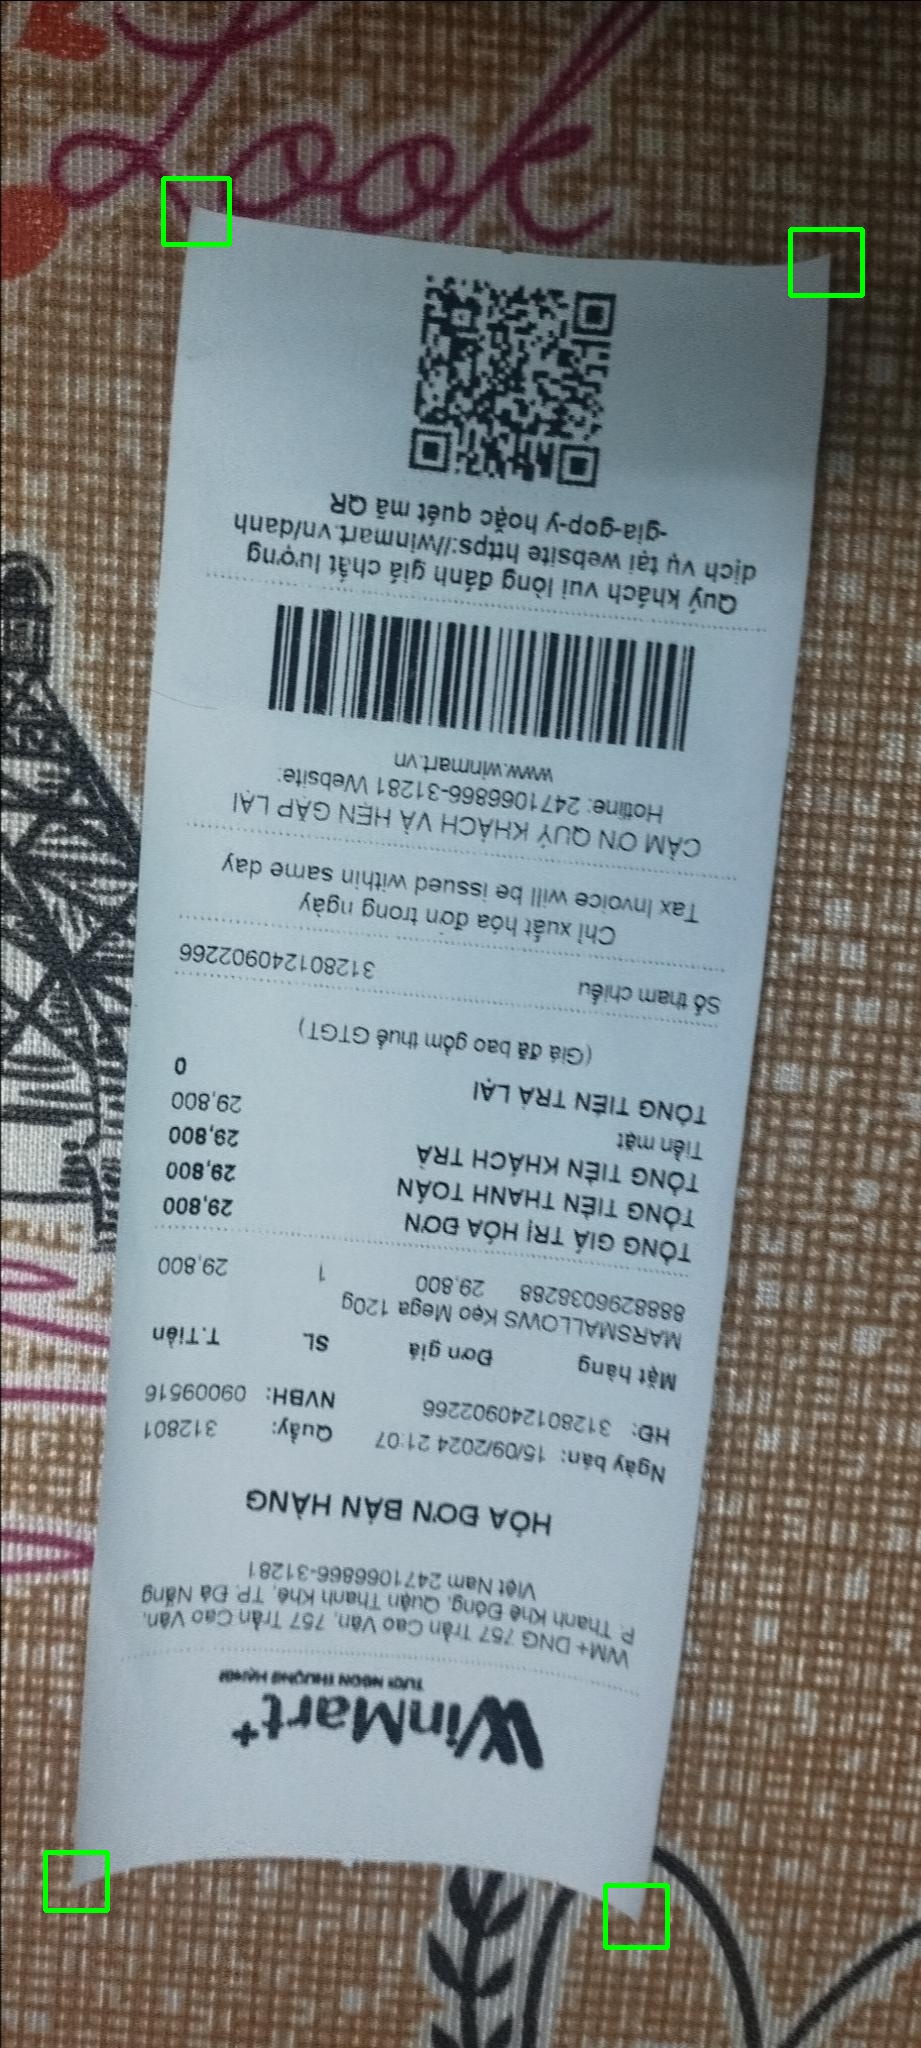 WinMart+
TƯƠI NGON THƯỢNG HẠNG!
WM+ DNG 757 Trần Cao Vân, 757 Trần Cao Vân,
P. Thanh Khê Đông, Quận Thanh Khê, TP. Đà Nẵng
Việt Nam 2471066866-31281
HÓA ĐƠN BÁN HÀNG
Ngày bán: 15/09/2024 21:07 Quầy: 312801
HĐ: 312801240902266 NVBH: 09009516
Mặt hàng Đơn giá SL T.Tiền
MARSMALLOWS Kẹo Mega 120g
8888296038288 29,800 1 29,800
TỔNG GIÁ TRỊ HÓA ĐƠN 29,800
TỔNG TIỀN THANH TOÁN 29,800
TỔNG TIỀN KHÁCH TRẢ 29,800
Tiền mặt 29,800
TỔNG TIỀN TRẢ LẠI 0
(Giá đã bao gồm thuế GTGT)
Số tham chiếu 312801240902266
Chỉ xuất hóa đơn trong ngày
Tax Invoice will be issued within same day
CẢM ƠN QUÝ KHÁCH VÀ HẸN GẶP LẠI
Hotline: 2471066866-31281 Website:
www.winmart.vn
Quý khách vui lòng đánh giá chất lượng
dịch vụ tại website https://winmart.vn/danh
-gia-gop-y hoặc quét mã QR
Look